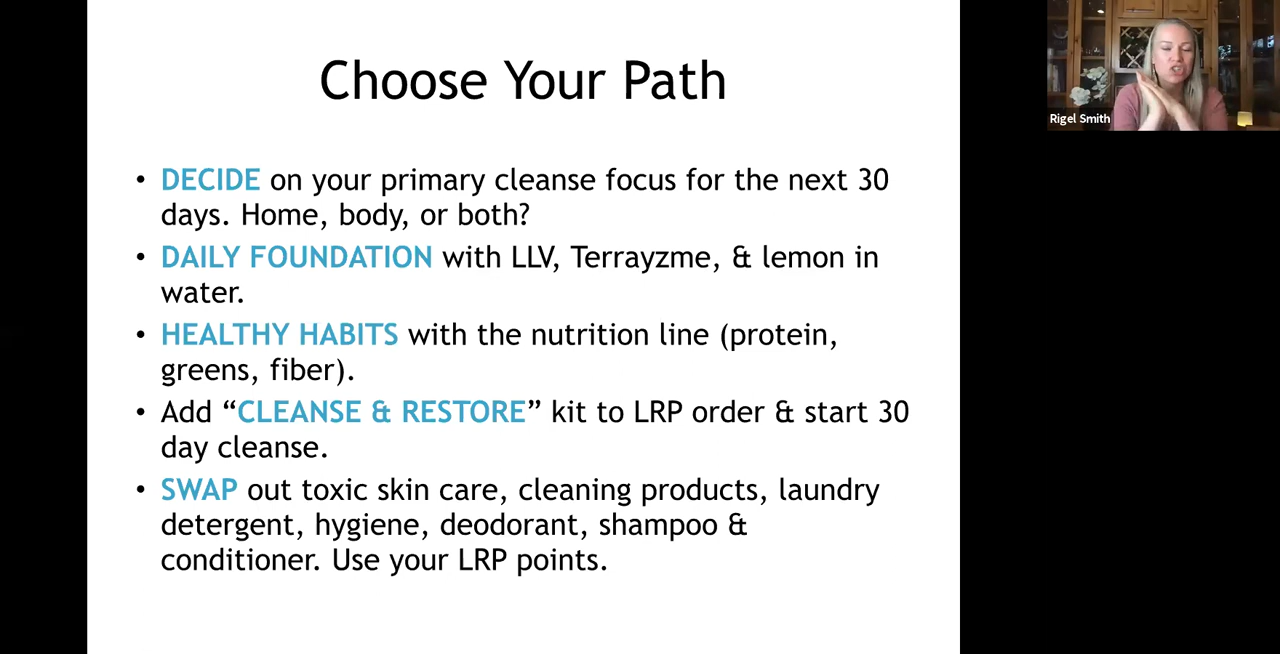 Choose Your Path
Rigel Smith
• DECIDE on your primary cleanse focus for the next 30
days. Home, body, or both?
• DAILY FOUNDATION with LLV, Terrayzme, & lemon in
water.
• HEALTHY HABITS with the nutrition line (protein,
greens, fiber).
• Add “CLEANSE & RESTORE” kit to LRP order & start 30
day cleanse.
• SWAP out toxic skin care, cleaning products, laundry
detergent, hygiene, deodorant, shampoo &
conditioner. Use your LRP points.